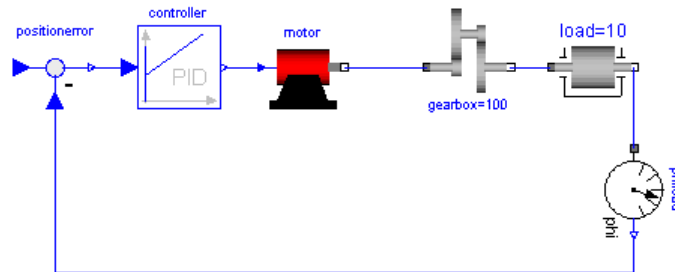 controller
positionerror
motor
load=10
PID
-
gearbox=100
phi